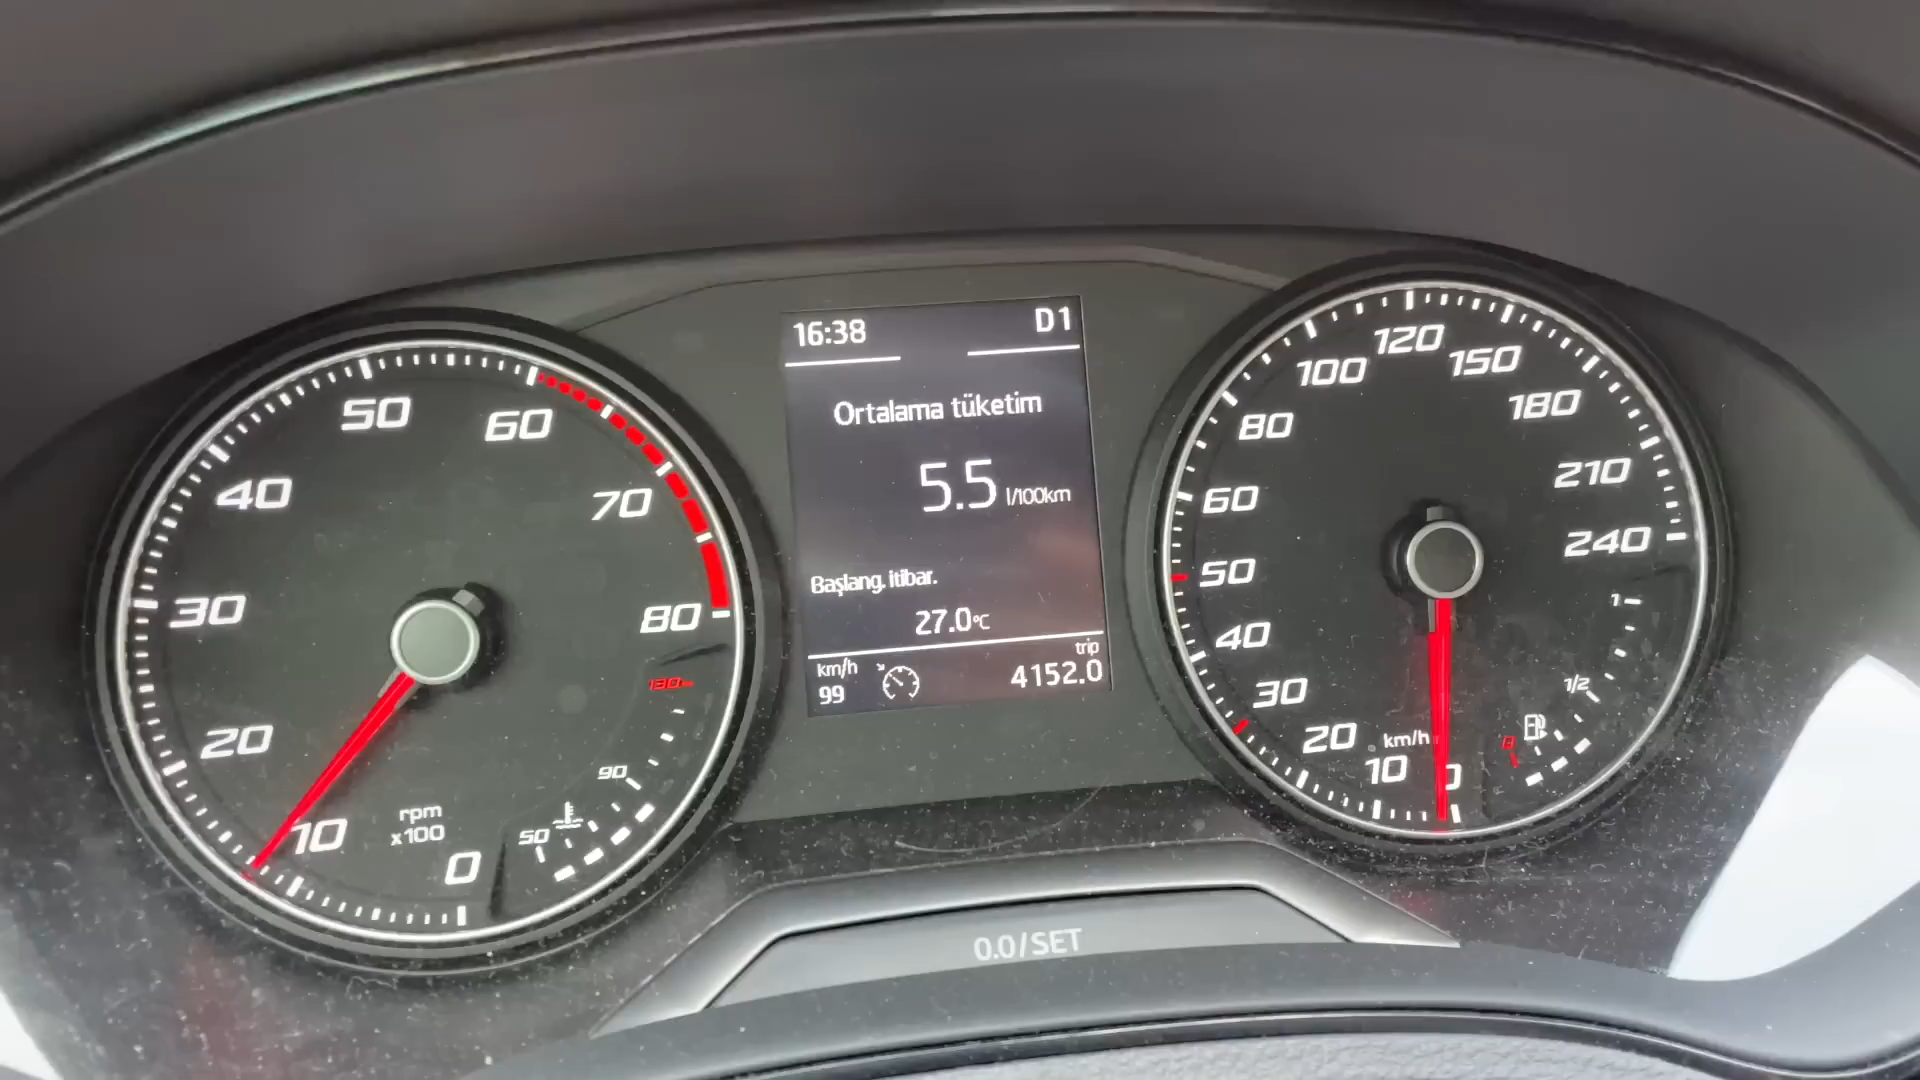 16:38 D1
Ortalama tüketim
5.5 l/100km
Başlang. itibar.
27.0°C
km/h
99
trip
4152.0
0
10
20
30
40
50
60
70
80
rpm
x100
50
90
130
0
10
20
30
40
50
60
80
100
120
150
180
210
240
km/h
1
1/2
0
0.0/SET